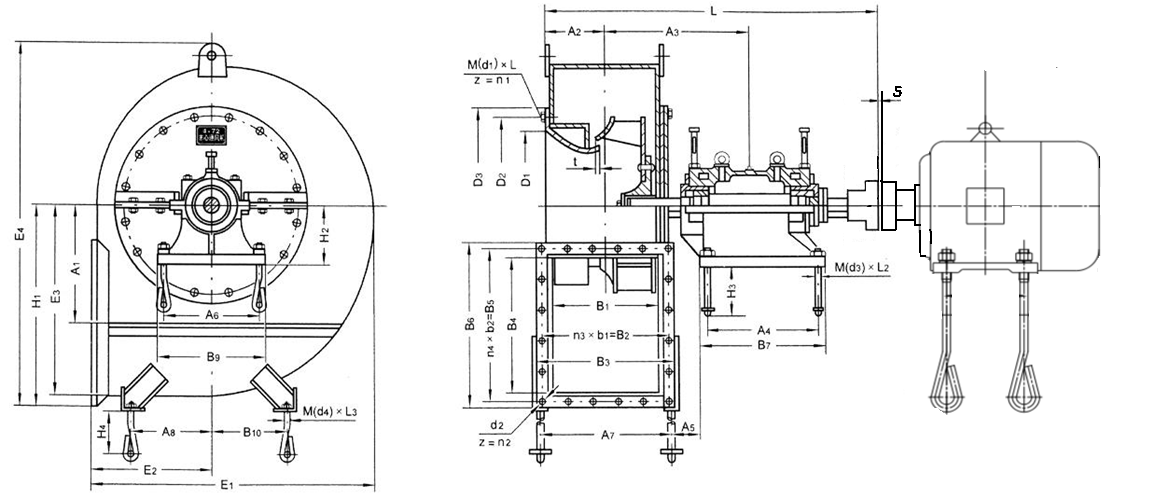 L
A2
A3
M(d1)×L
z=n1
5
D3
D2
D1
t
E4
H1
E3
A1
H2
A6
B9
M(d4)×L3
H4
A8
B10
E2
E1
B6
n4×b2=B5
B4
B1
n3×b1=B2
B3
H3
M(d3)×L2
A4
B7
d2
z=n2
A7
A5